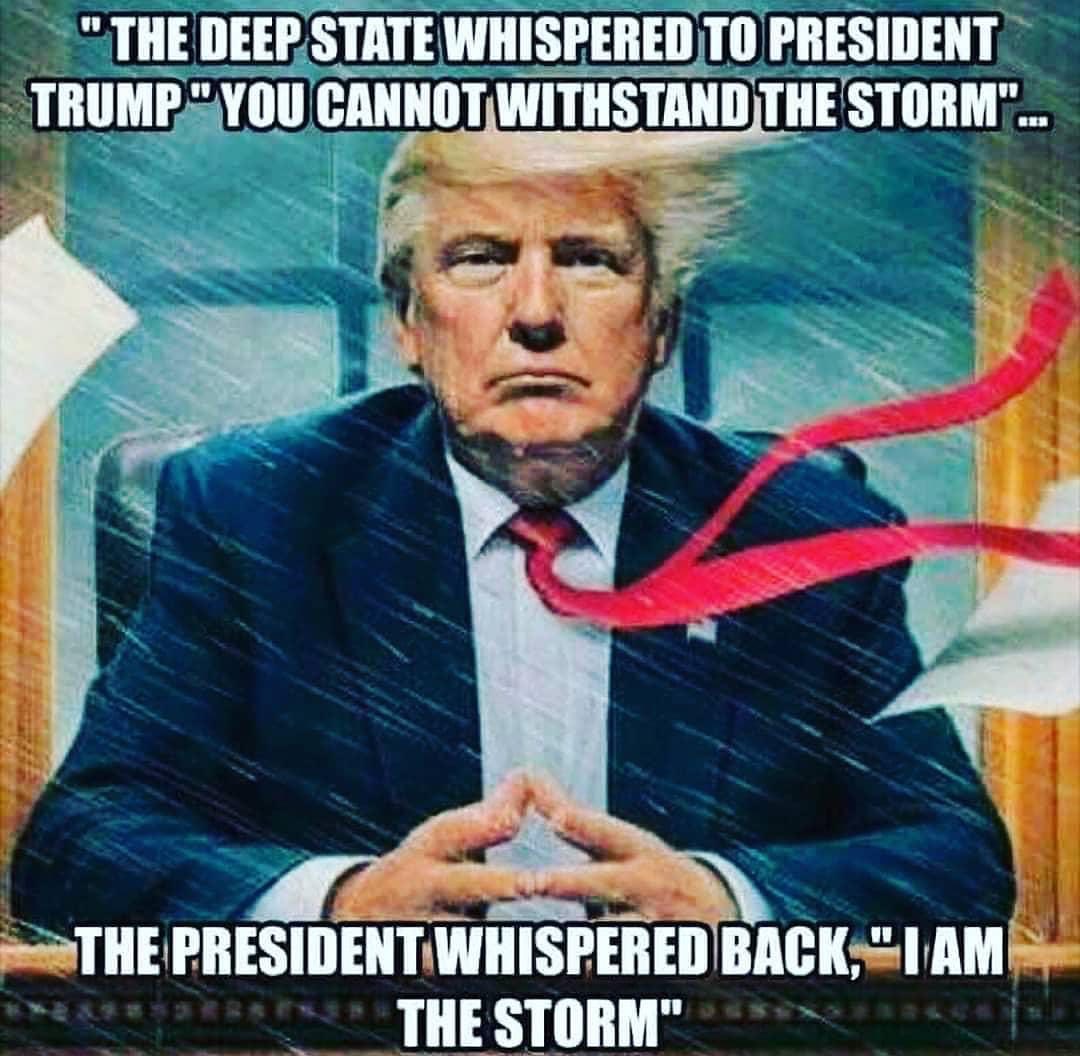 "THE DEEP STATE WHISPERED TO PRESIDENT
TRUMP" YOU CANNOT WITHSTAND THE STORM"...
THE PRESIDENT WHISPERED BACK, " I AM
THE STORM"